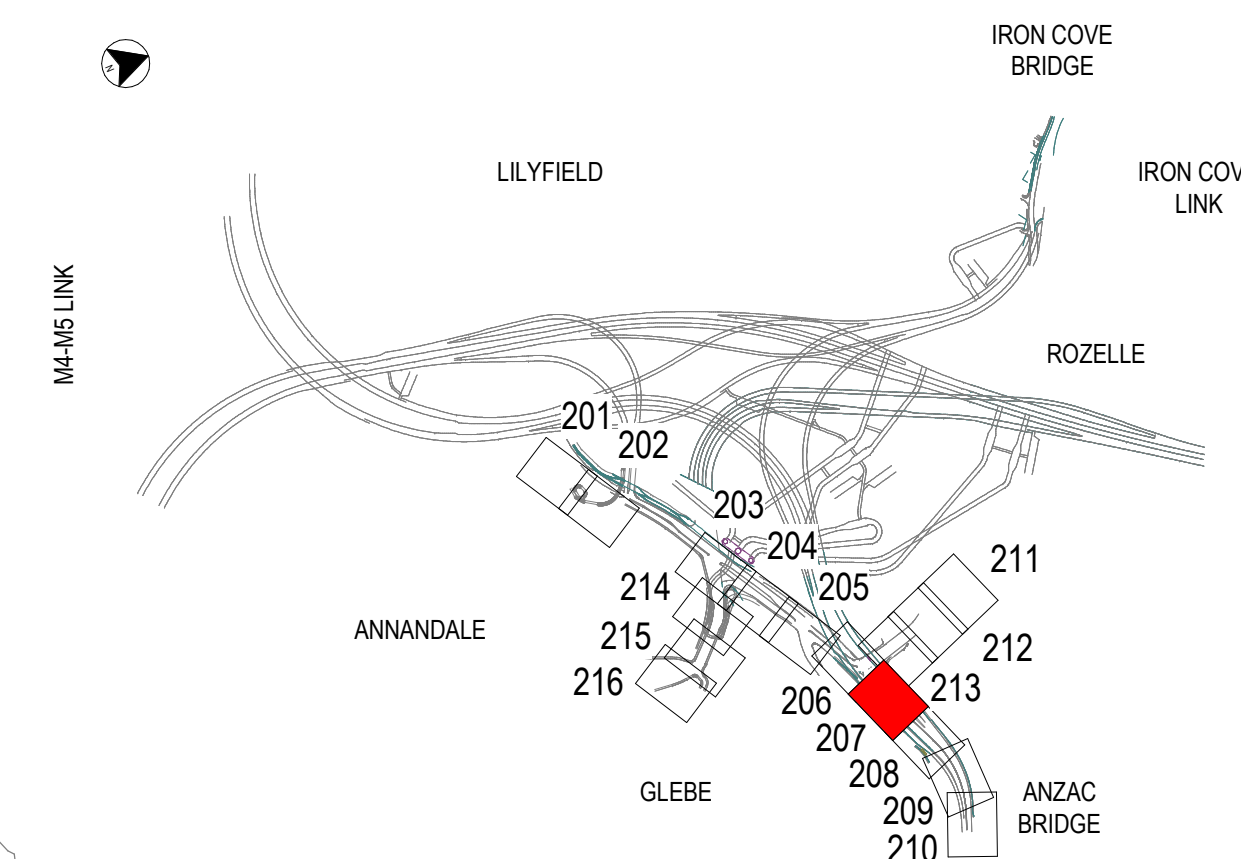 IRON COVE
BRIDGE
N
LILYFIELD
IRON COV
LINK
M4-M5 LINK
ROZELLE
201
202
203
204
205
211
214
ANNANDALE
215
212
216
213
206
207
208
GLEBE
ANZAC
BRIDGE
209
210